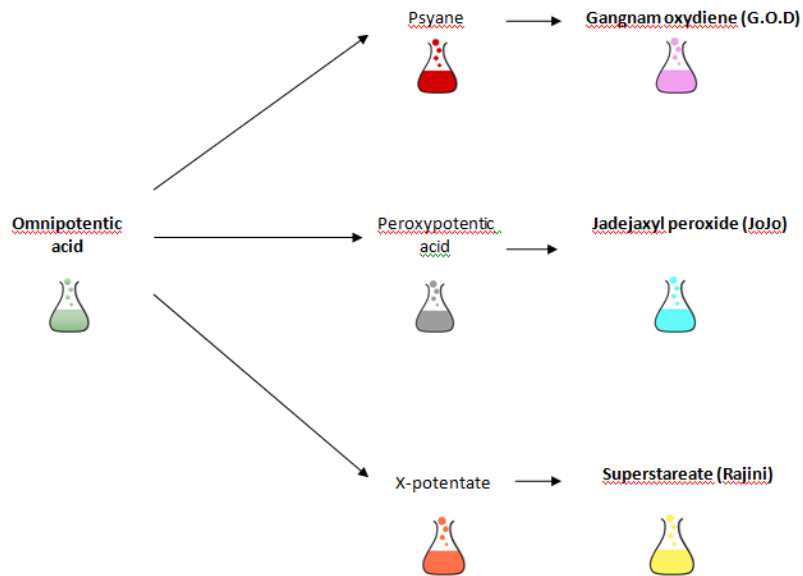 Psyane
Gangnam oxydiene (G.O.D)
Omnipotentic
acid
Peroxypotentic
acid
Jadejaxyl peroxide (JoJo)
X-potentate
Superstareate (Rajini)